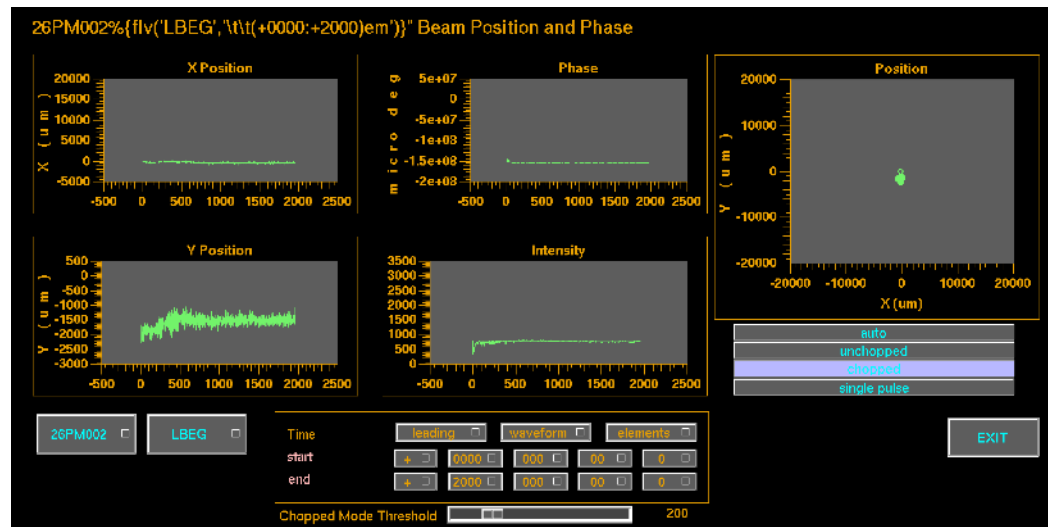 26PM002%{flv('LBEG','\t\t(+0000:+2000)em')}" Beam Position and Phase
X Position
X (um)
20000
15000
10000
5000
0
-5000
-500 0 500 1000 1500 2000 2500
Phase
micro deg
5e+07
0
-5e+07
-1e+08
-1.5e+08
-2e+08
-500 0 500 1000 1500 2000 2500
Position
Y (um)
20000
10000
0
-10000
-20000
-20000 -10000 0 10000 20000
X (um)
Y Position
Y (um)
500
0
-500
-1000
-1500
-2000
-2500
-3000
-500 0 500 1000 1500 2000 2500
Intensity
3500
3000
2500
2000
1500
1000
500
0
-500 0 500 1000 1500 2000 2500
auto
unchopped
chopped
single pulse
26PM002 LBEG
Time leading waveform elements
start + 0000 000 00 0
end + 2000 000 00 0
EXIT
Chopped Mode Threshold 200